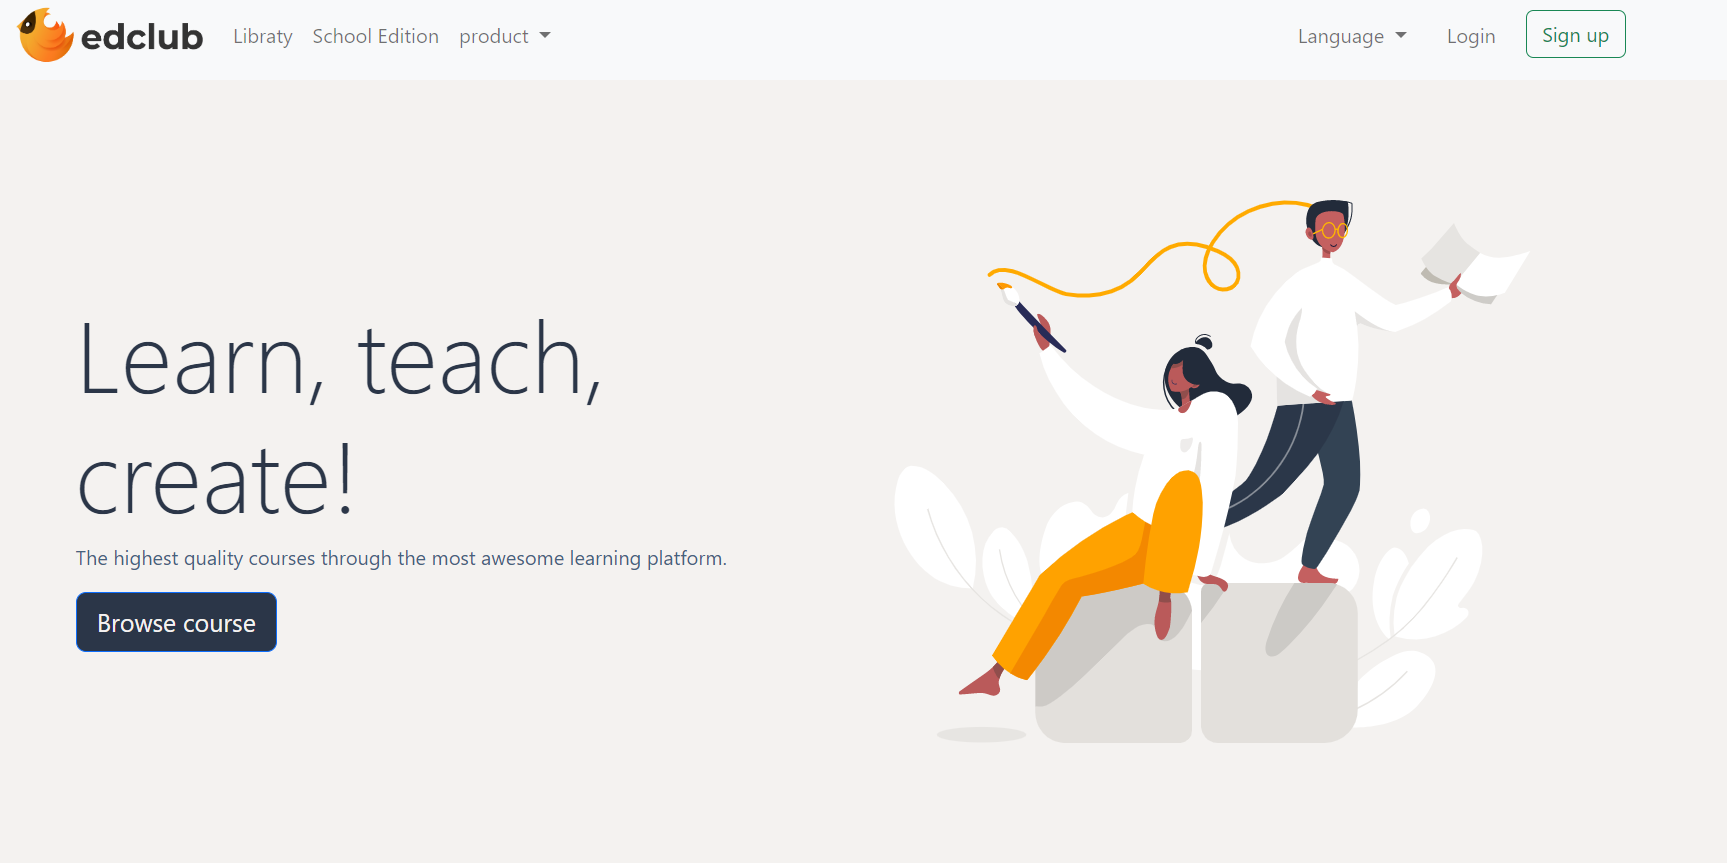 edclub Libraty School Edition product Language Login Sign up
Learn, teach,
create!
The highest quality courses through the most awesome learning platform.
Browse course